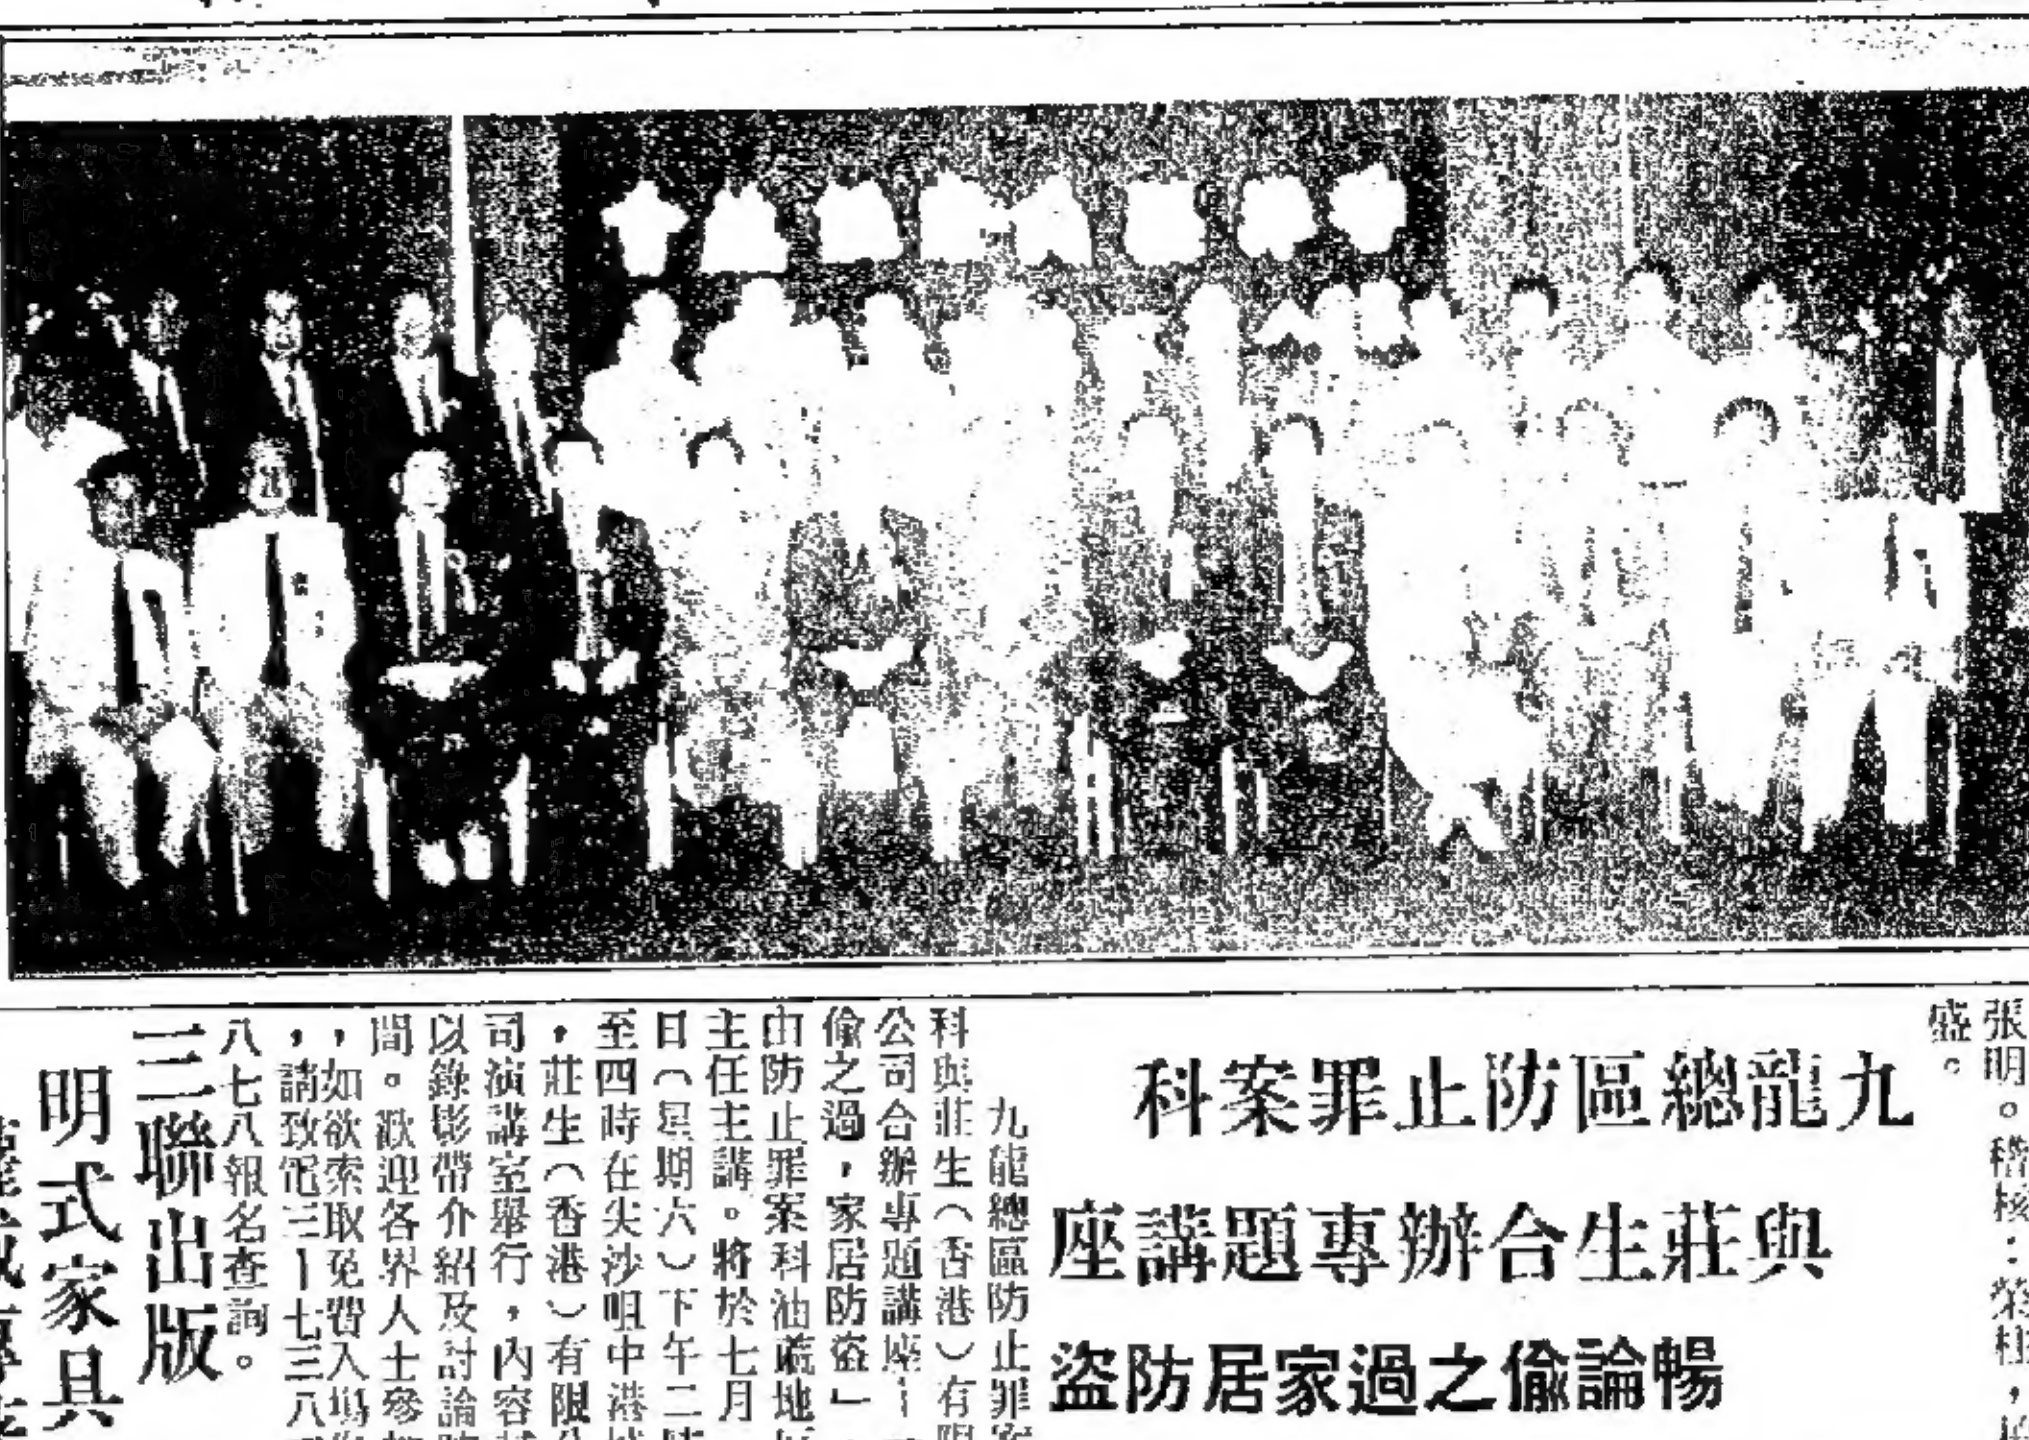 張明。稽核：榮柱，
盛。
九龍總區防止罪案科
與莊生合辦專題講座
暢論偷之過家居防盜
九龍總區防止罪案
科與莊生（香港）有限
公司合辦專題講座
偷之過，家居防盜」
由防止罪案科油蔴地
主任主講。將於七月
日（星期六）下午二時
至四時在尖沙咀中港城
，莊生（香港）有限公
司演講室舉行，內容
以錄影帶介紹及討論
間。歡迎各界人士參加
，如欲索取免費入場
，請致電三－七三八
八七八報名查詢。
三聯出版
明式家具